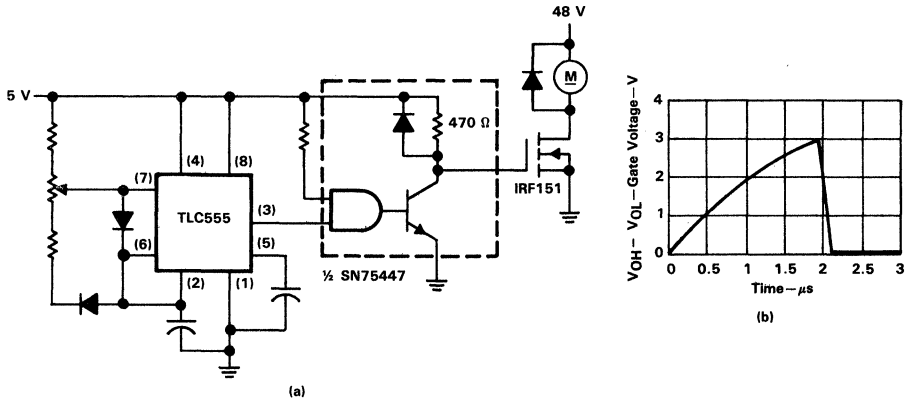 48 V
M
5 V
470 Ω
(4)
(8)
(7)
TLC555
(3)
IRF151
(6)
(5)
(2)
(1)
½ SN75447
(a)
VOH – VOL – Gate Voltage – V
4
3
2
1
0
0 0.5 1 1.5 2 2.5 3
Time – μs
(b)